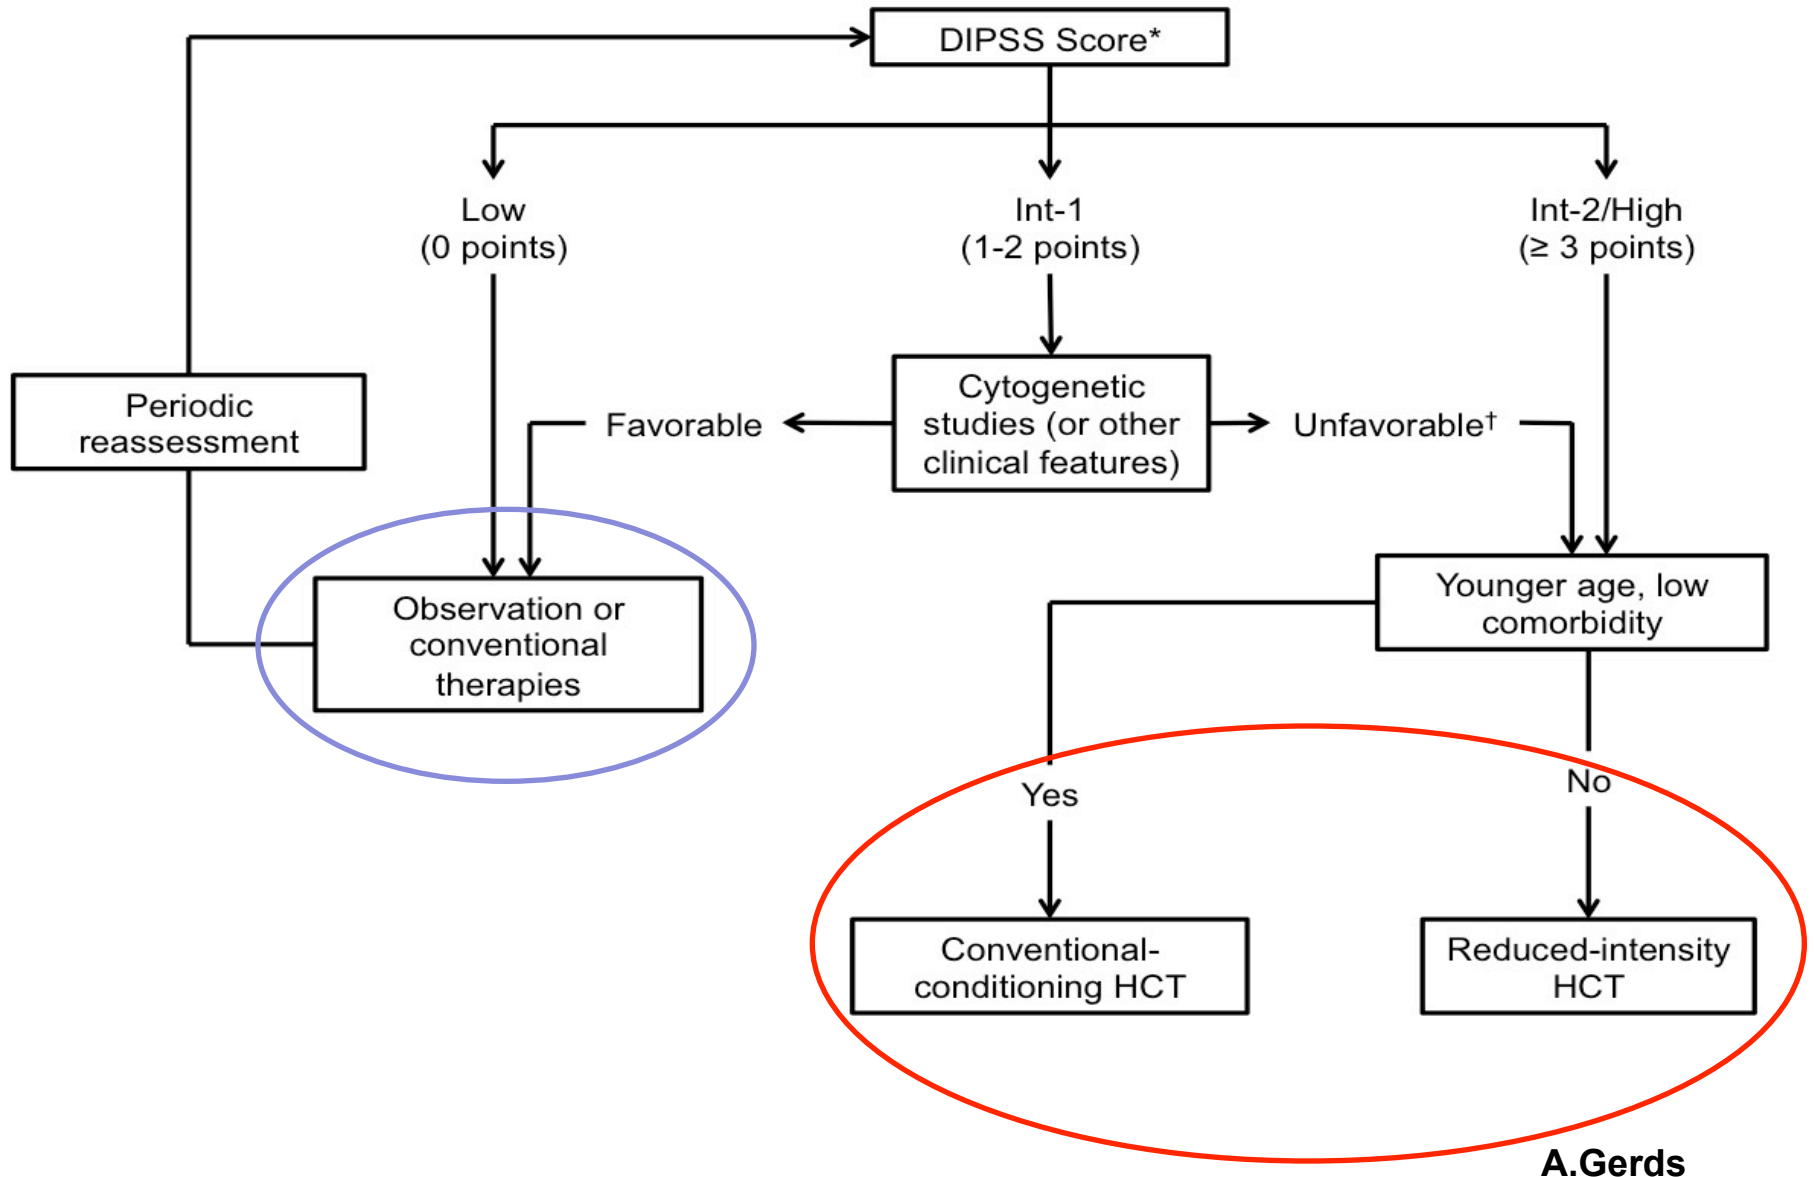 DIPSS Score*
Low
(0 points)
Int-1
(1-2 points)
Int-2/High
(≥ 3 points)
Periodic
reassessment
Favorable
Cytogenetic
studies (or other
clinical features)
Unfavorable†
Observation or
conventional
therapies
Younger age, low
comorbidity
Yes
No
Conventional-
conditioning HCT
Reduced-intensity
HCT
A.Gerds